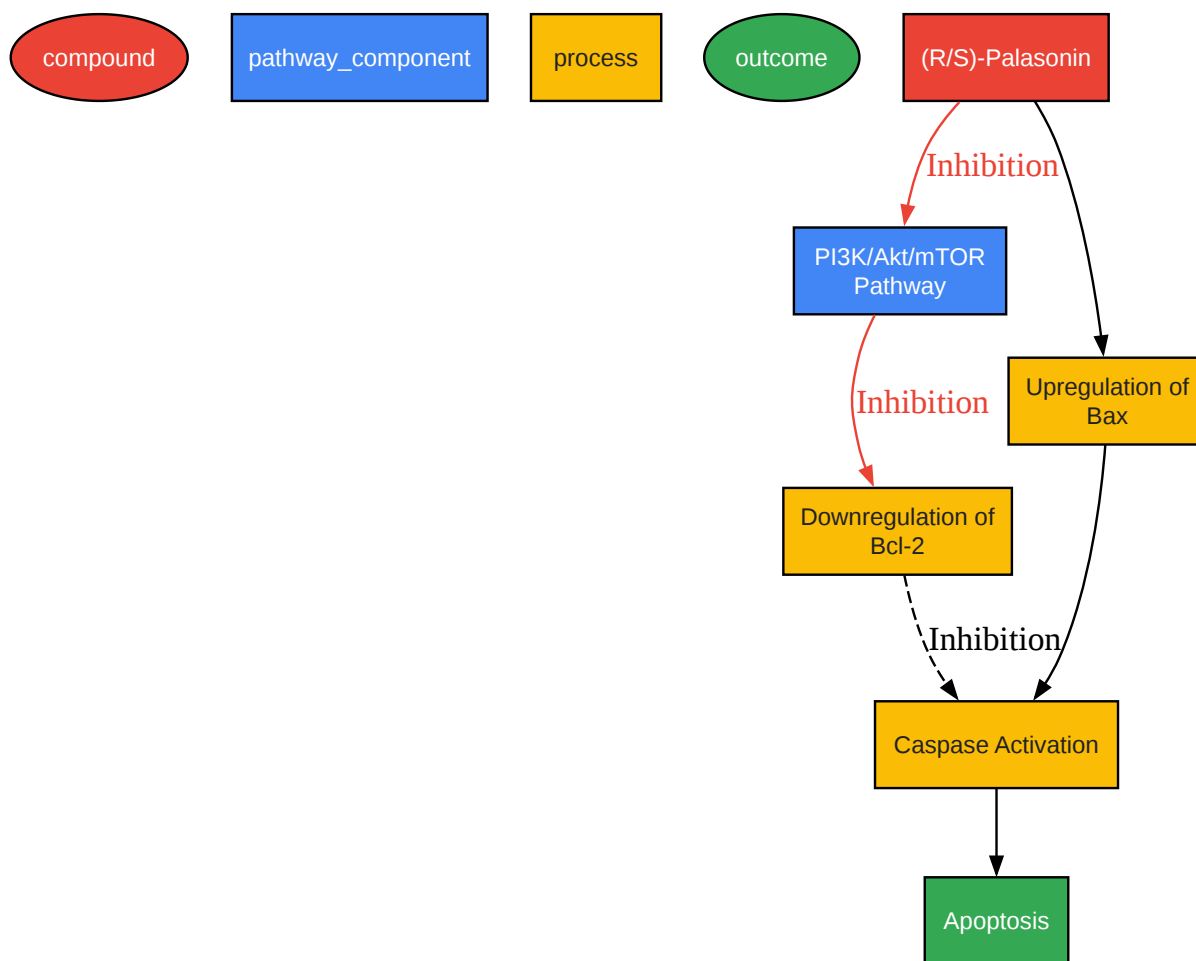 compound
pathway_component
process
outcome
(R/S)-Palasonin
Inhibition
PI3K/Akt/mTOR
Pathway
Upregulation of
Bax
Inhibition
Downregulation of
Bcl-2
Inhibition
Caspase Activation
Apoptosis